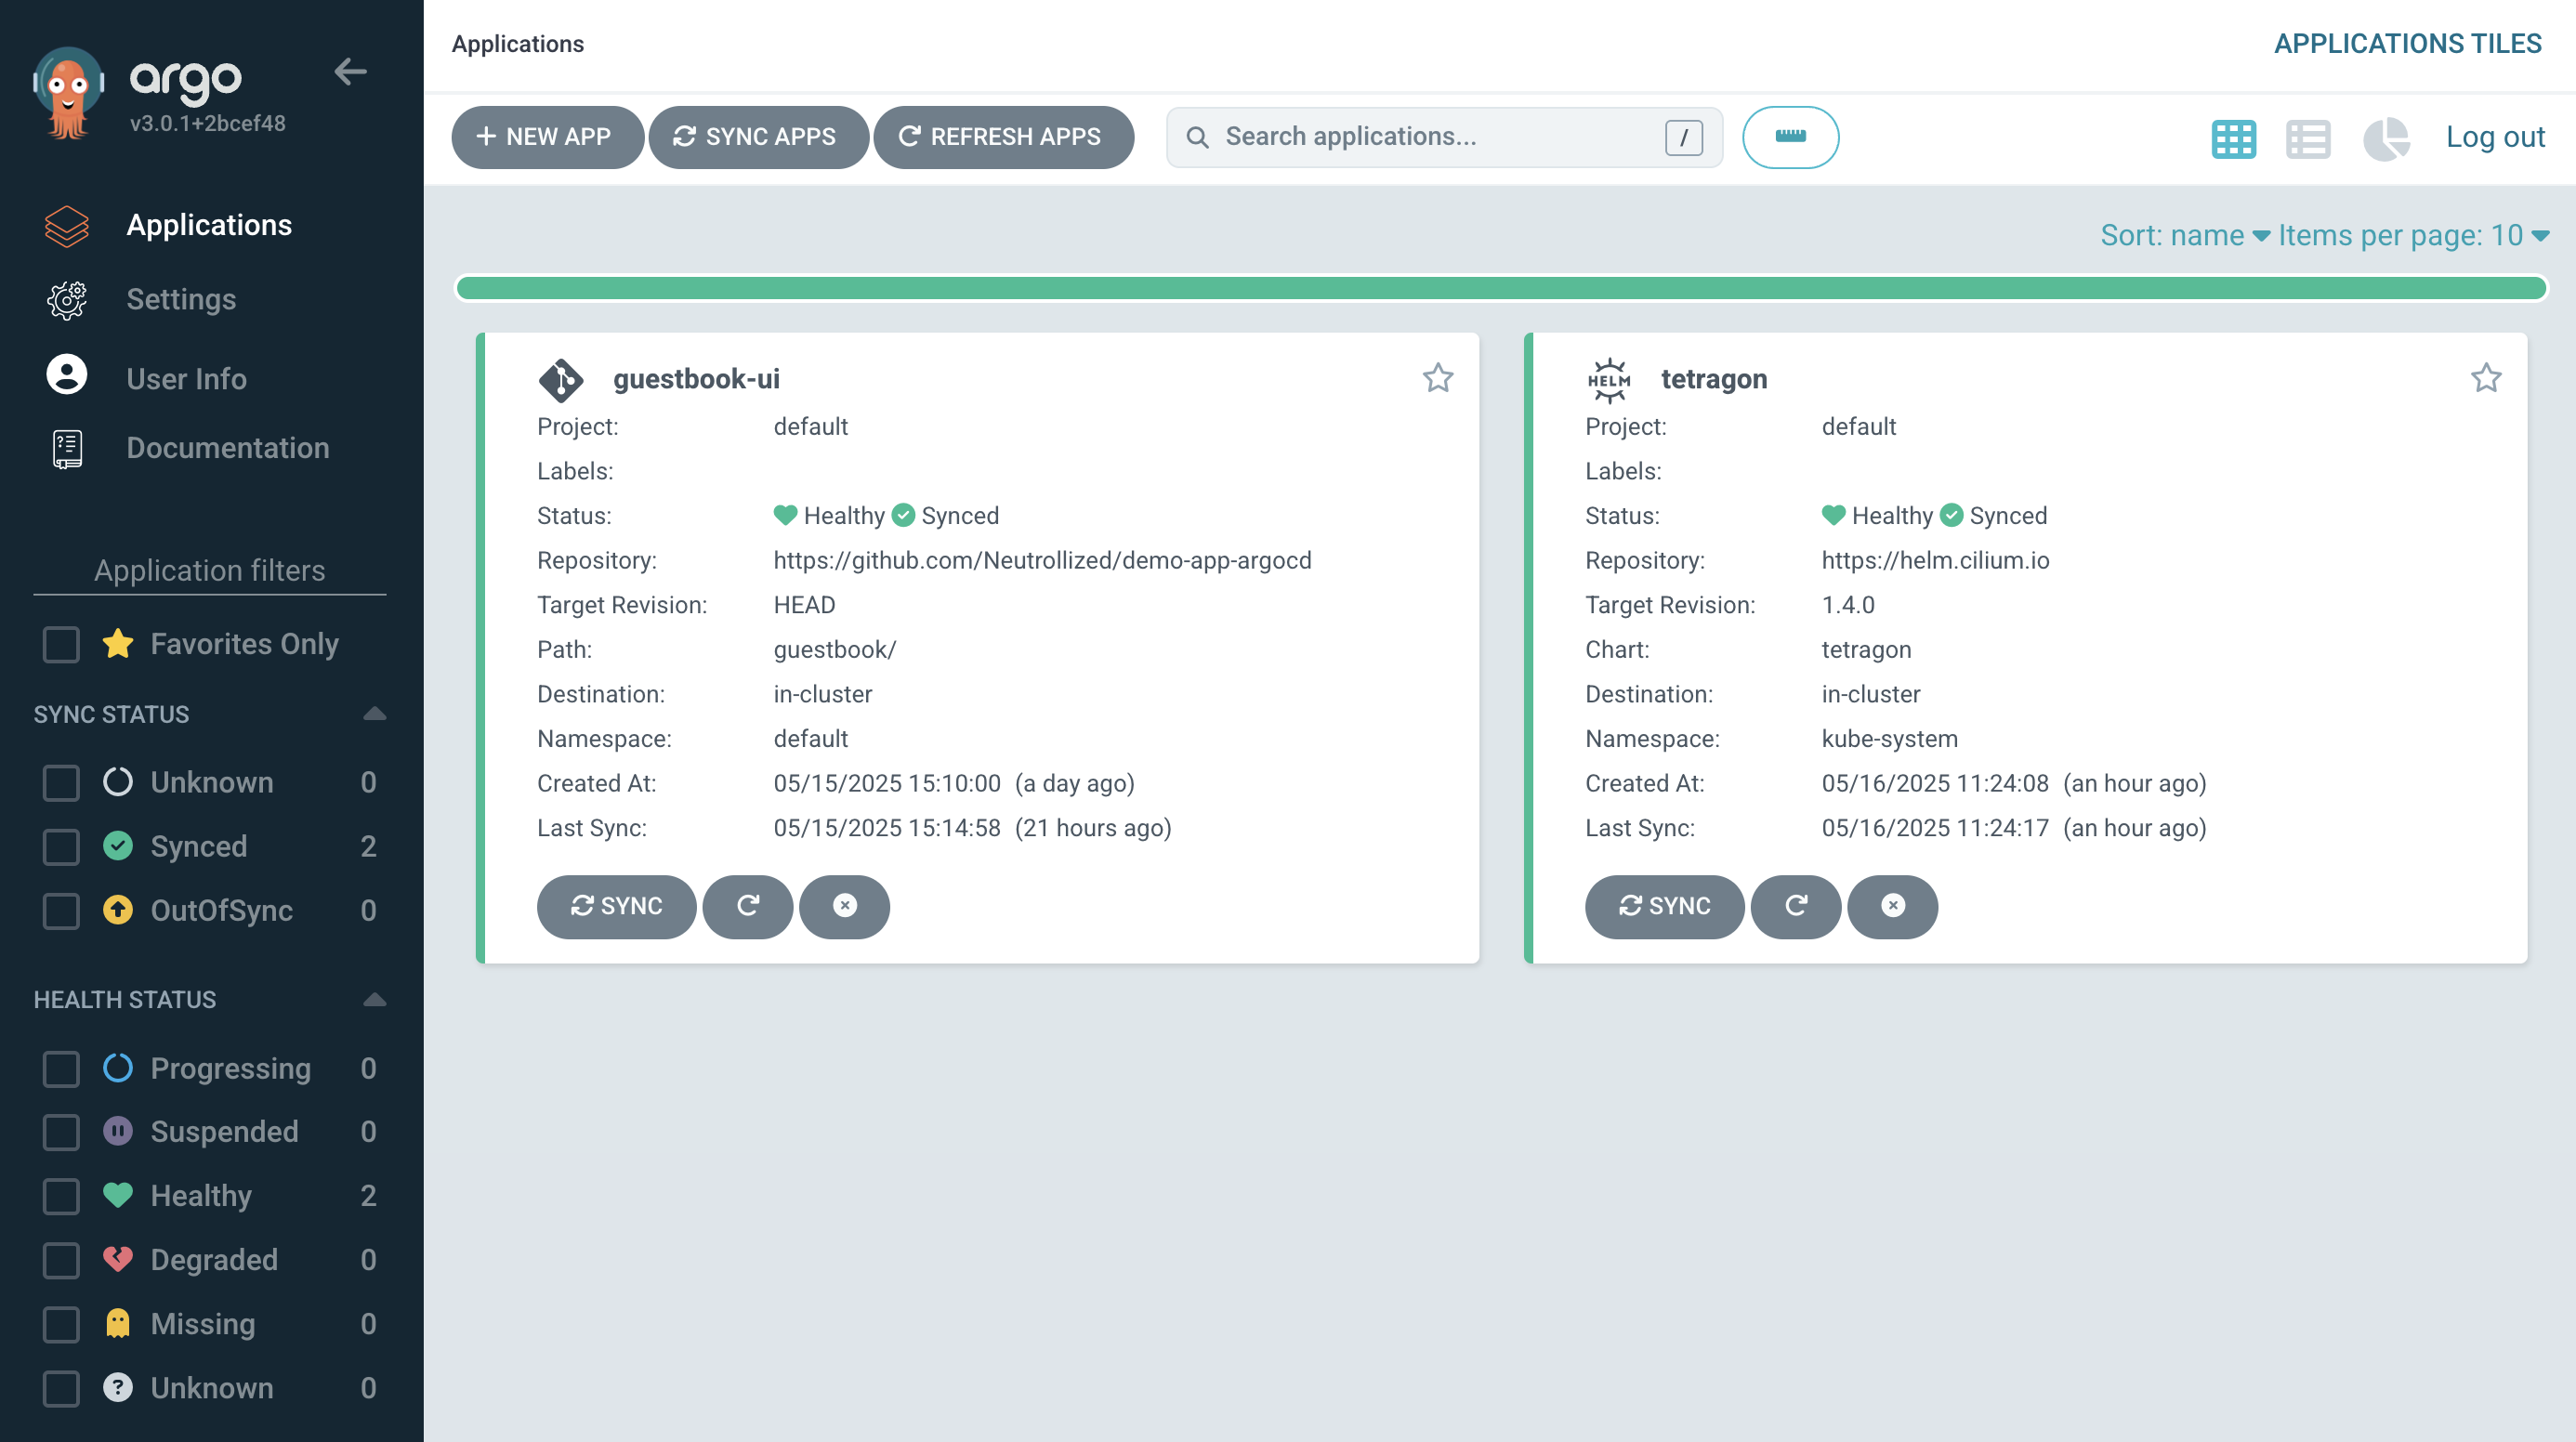 argo
v3.0.1+2bcef48
Applications
Settings
User Info
Documentation
Application filters
Favorites Only
SYNC STATUS
Unknown 0
Synced 2
OutOfSync 0
HEALTH STATUS
Progressing 0
Suspended 0
Healthy 2
Degraded 0
Missing 0
Unknown 0
Applications
APPLICATIONS TILES
NEW APP
SYNC APPS
REFRESH APPS
Search applications...
/
Log out
Sort: name
Items per page: 10
guestbook-ui
Project: default
Labels:
Status: Healthy Synced
Repository: https://github.com/Neutrollized/demo-app-argocd
Target Revision: HEAD
Path: guestbook/
Destination: in-cluster
Namespace: default
Created At: 05/15/2025 15:10:00 (a day ago)
Last Sync: 05/15/2025 15:14:58 (21 hours ago)
SYNC
HELM
tetragon
Project: default
Labels:
Status: Healthy Synced
Repository: https://helm.cilium.io
Target Revision: 1.4.0
Chart: tetragon
Destination: in-cluster
Namespace: kube-system
Created At: 05/16/2025 11:24:08 (an hour ago)
Last Sync: 05/16/2025 11:24:17 (an hour ago)
SYNC